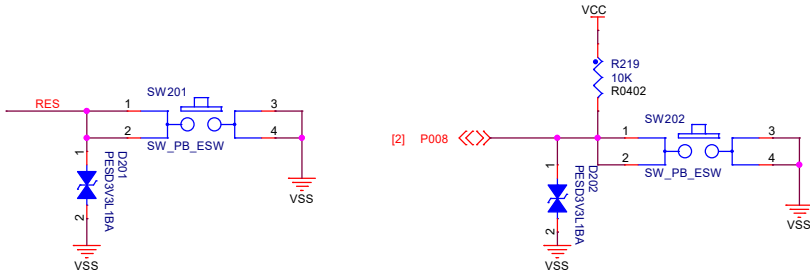 RES
1
SW201
3
2
4
SW_PB_ESW
1
D201
PESD3V3L1BA
2
VSS
VSS
VCC
R219
10K
R0402
[2] P008
1
SW202
3
2
4
SW_PB_ESW
1
D202
PESD3V3L1BA
2
VSS
VSS